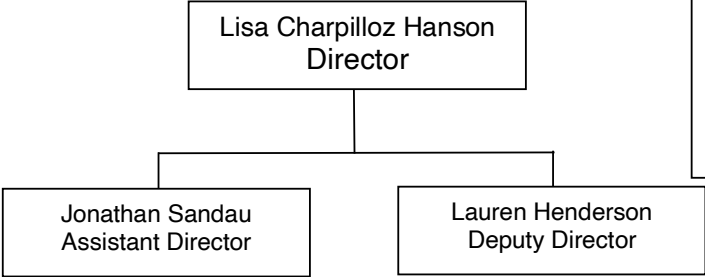 Lisa Charpilloz Hanson
Director
Jonathan Sandau
Assistant Director
Lauren Henderson
Deputy Director